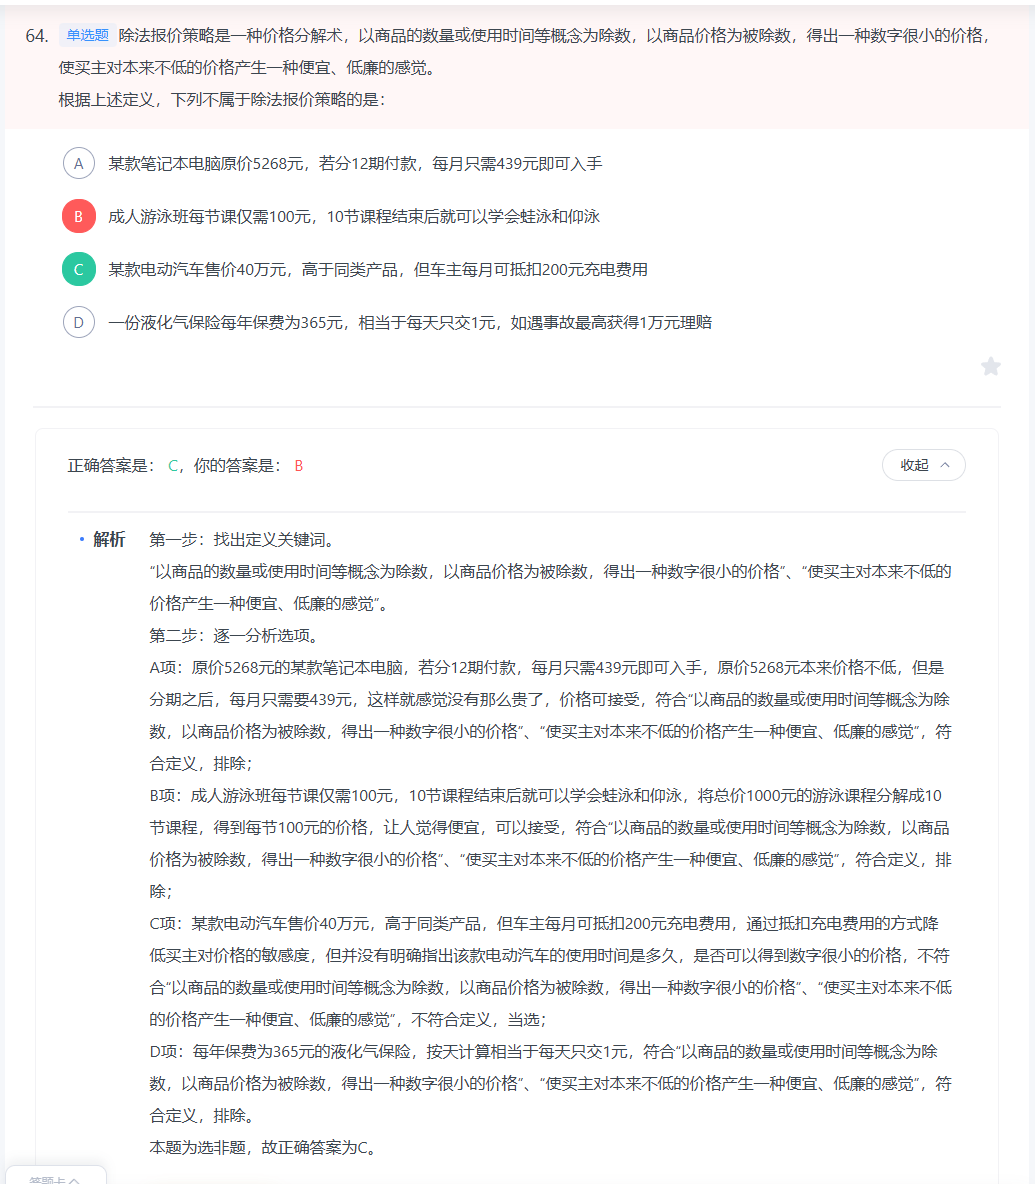 64. 单选题 除法报价策略是一种价格分解术，以商品的数量或使用时间等概念为除数，以商品价格为被除数，得出一种数字很小的价格，
使买主对本来不低的价格产生一种便宜、低廉的感觉。
根据上述定义，下列不属于除法报价策略的是：
A 某款笔记本电脑原价5268元，若分12期付款，每月只需439元即可入手
B 成人游泳班每节课仅需100元，10节课程结束后就可以学会蛙泳和仰泳
C 某款电动汽车售价40万元，高于同类产品，但车主每月可抵扣200元充电费用
D 一份液化气保险每年保费为365元，相当于每天只交1元，如遇事故最高获得1万元理赔
正确答案是： C，你的答案是： B
收起
解析 第一步：找出定义关键词。
“以商品的数量或使用时间等概念为除数，以商品价格为被除数，得出一种数字很小的价格”、“使买主对本来不低的
价格产生一种便宜、低廉的感觉”。
第二步：逐一分析选项。
A项：原价5268元的某款笔记本电脑，若分12期付款，每月只需439元即可入手，原价5268元本来价格不低，但是
分期之后，每月只需要439元，这样就感觉没有那么贵了，价格可接受，符合“以商品的数量或使用时间等概念为除
数，以商品价格为被除数，得出一种数字很小的价格”、“使买主对本来不低的价格产生一种便宜、低廉的感觉”，符
合定义，排除；
B项：成人游泳班每节课仅需100元，10节课程结束后就可以学会蛙泳和仰泳，将总价1000元的游泳课程分解成10
节课程，得到每节100元的价格，让人觉得便宜，可以接受，符合“以商品的数量或使用时间等概念为除数，以商品
价格为被除数，得出一种数字很小的价格”、“使买主对本来不低的价格产生一种便宜、低廉的感觉”，符合定义，排
除；
C项：某款电动汽车售价40万元，高于同类产品，但车主每月可抵扣200元充电费用，通过抵扣充电费用的方式降
低买主对价格的敏感度，但并没有明确指出该款电动汽车的使用时间是多久，是否可以得到数字很小的价格，不符
合“以商品的数量或使用时间等概念为除数，以商品价格为被除数，得出一种数字很小的价格”、“使买主对本来不低
的价格产生一种便宜、低廉的感觉”，不符合定义，当选；
D项：每年保费为365元的液化气保险，按天计算相当于每天只交1元，符合“以商品的数量或使用时间等概念为除
数，以商品价格为被除数，得出一种数字很小的价格”、“使买主对本来不低的价格产生一种便宜、低廉的感觉”，符
合定义，排除。
本题为选非题，故正确答案为C。
答题卡